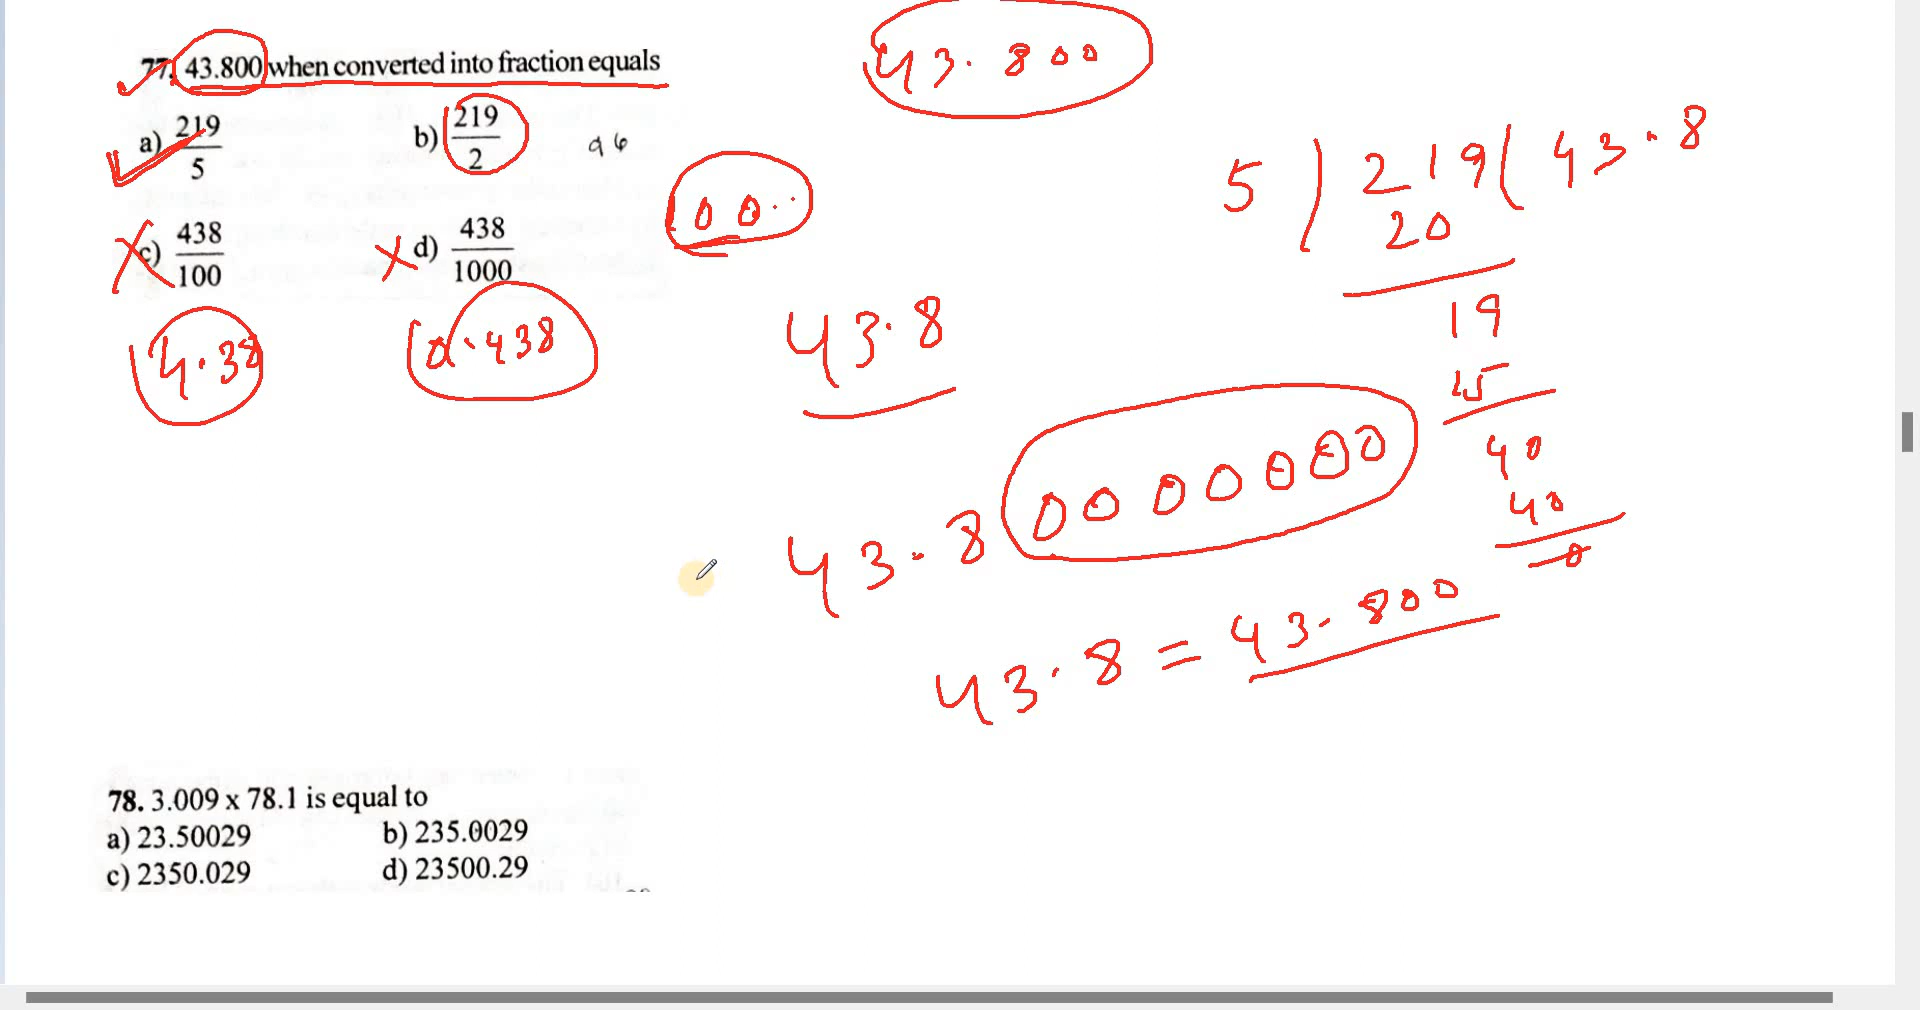 77. 43.800 when converted into fraction equals
a) 219/5 b) 219/2
c) 438/100 d) 438/1000
4.38 0.438
43.800
00..
43.8
43.80000000
43.8 = 43.800
5 ) 219 ( 43.8
20
19
15
40
40
0
78. 3.009 x 78.1 is equal to
a) 23.50029 b) 235.0029
c) 2350.029 d) 23500.29